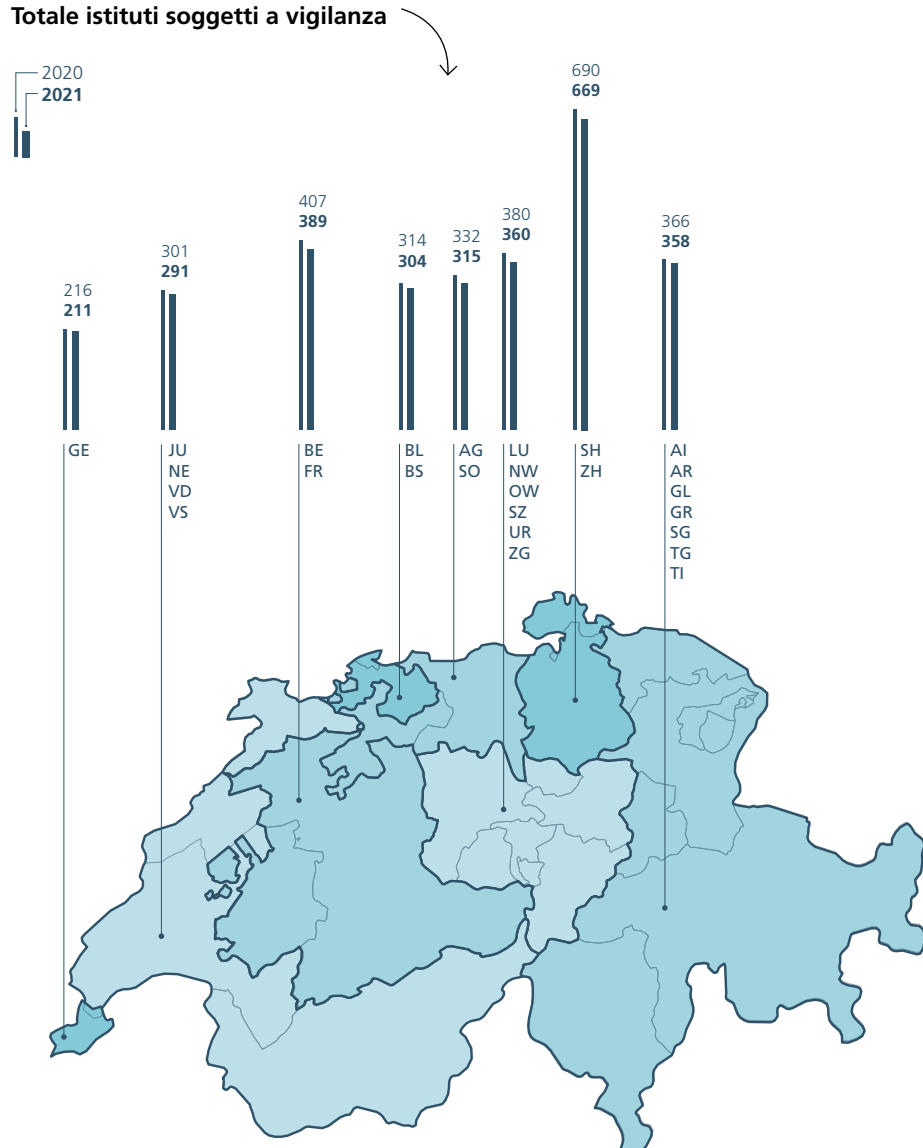 Totale istituti soggetti a vigilanza
2020
2021
216
211
301
291
407
389
314
304
332
315
380
360
690
669
366
358
GE
JU
NE
VD
VS
BE
FR
BL
BS
AG
SO
LU
NW
OW
SZ
UR
ZG
SH
ZH
AI
AR
GL
GR
SG
TG
TI